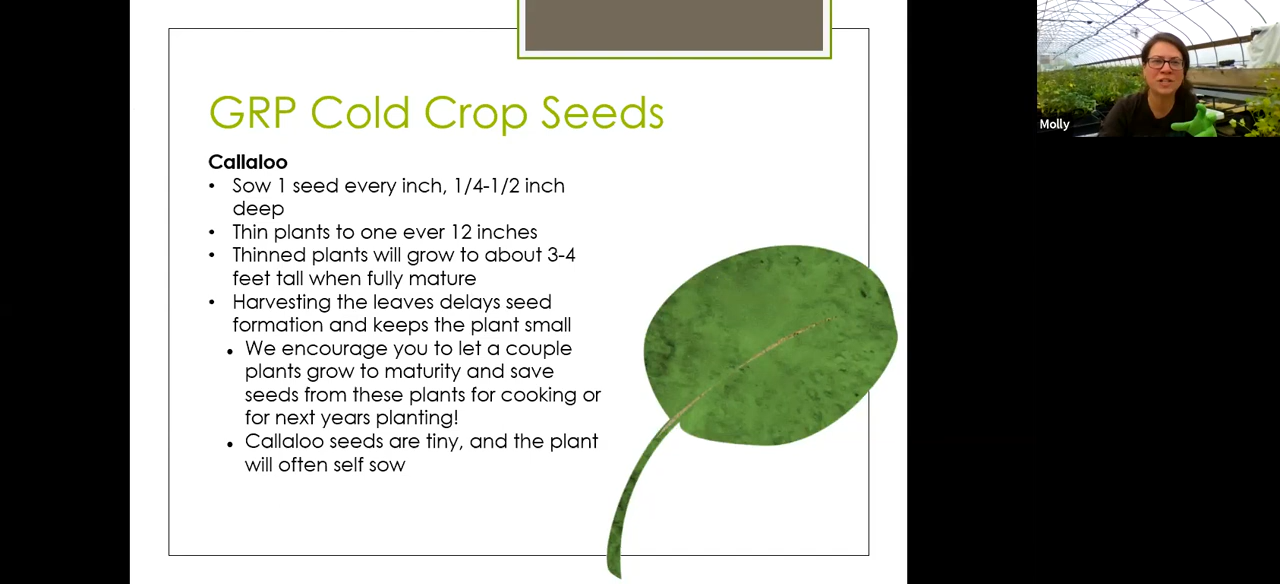 GRP Cold Crop Seeds
Callaloo
• Sow 1 seed every inch, 1/4-1/2 inch
deep
• Thin plants to one ever 12 inches
• Thinned plants will grow to about 3-4
feet tall when fully mature
• Harvesting the leaves delays seed
formation and keeps the plant small
• We encourage you to let a couple
plants grow to maturity and save
seeds from these plants for cooking or
for next years planting!
• Callaloo seeds are tiny, and the plant
will often self sow
Molly